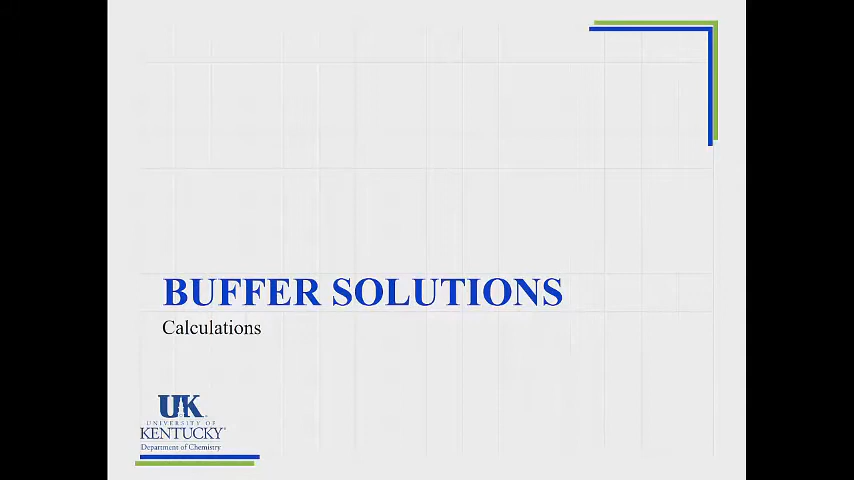 BUFFER SOLUTIONS
Calculations
UK
UNIVERSITY OF
KENTUCKY
Department of Chemistry